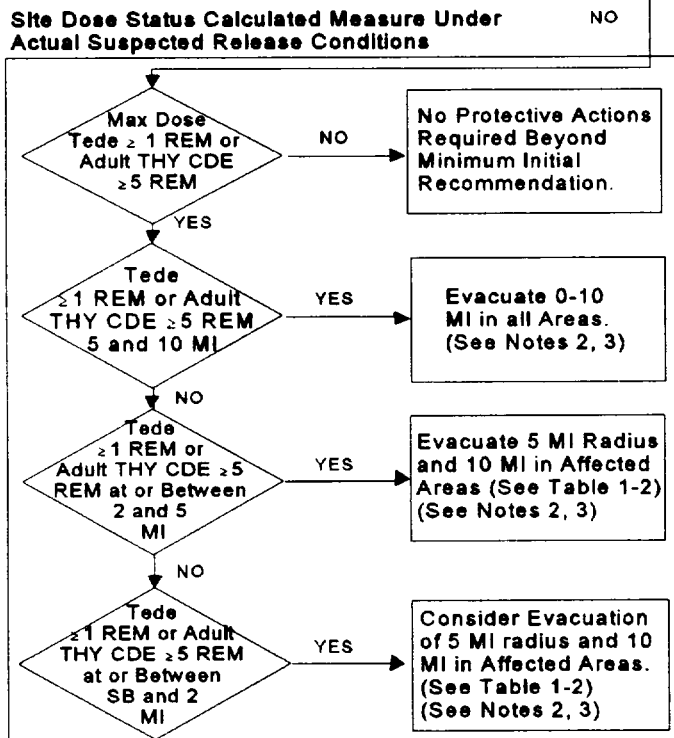 Site Dose Status Calculated Measure Under
Actual Suspected Release Conditions
NO
Max Dose
Tede ≥ 1 REM or
Adult THY CDE
≥5 REM
NO
No Protective Actions
Required Beyond
Minimum Initial
Recommendation.
YES
Tede
≥1 REM or Adult
THY CDE ≥5 REM
5 and 10 MI
YES
Evacuate 0-10
MI in all Areas.
(See Notes 2, 3)
NO
Tede
≥1 REM or
Adult THY CDE ≥5
REM at or Between
2 and 5
MI
YES
Evacuate 5 MI Radius
and 10 MI in Affected
Areas (See Table 1-2)
(See Notes 2, 3)
NO
Tede
≥1 REM or Adult
THY CDE ≥5 REM
at or Between
SB and 2
MI
YES
Consider Evacuation
of 5 MI radius and 10
MI in Affected Areas.
(See Table 1-2)
(See Notes 2, 3)